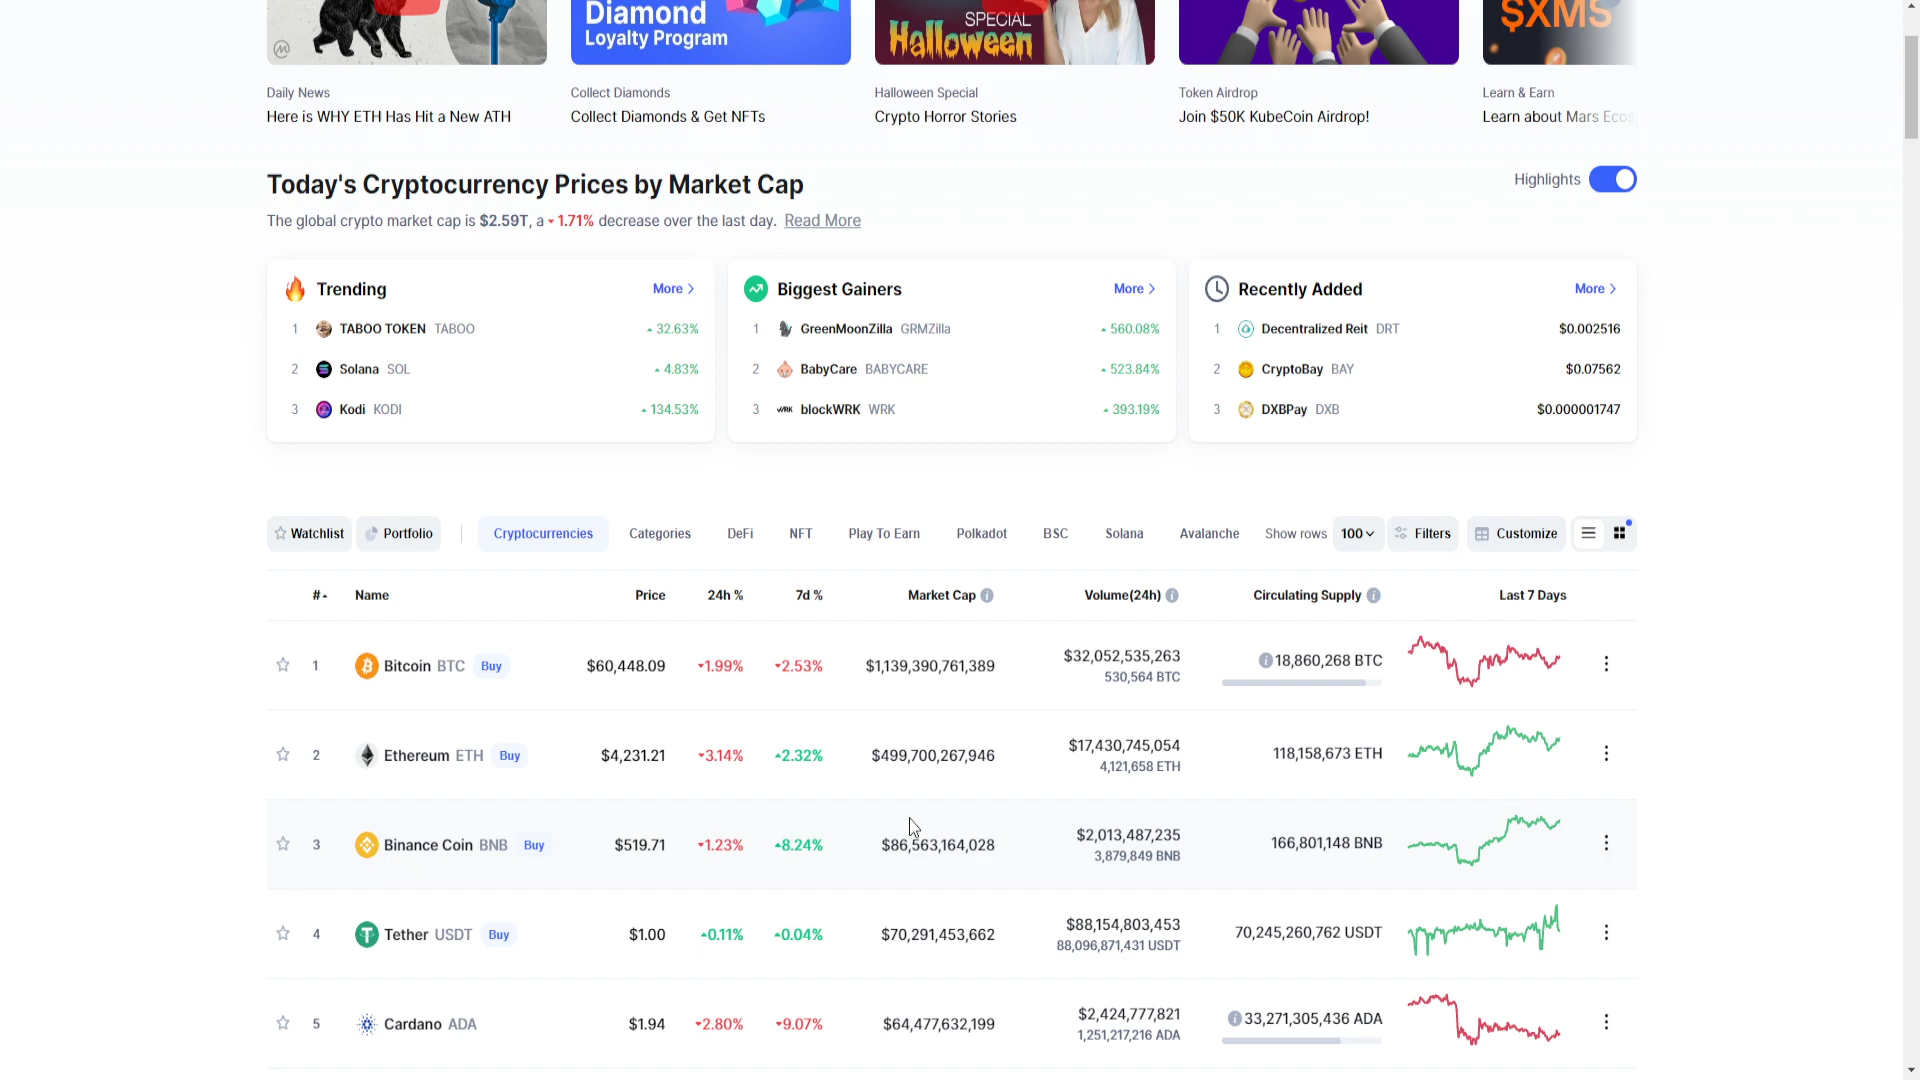 Diamond
Loyalty Program
SPECIAL
Halloween
$XMS
Daily News
Here is WHY ETH Has Hit a New ATH
Collect Diamonds
Collect Diamonds & Get NFTs
Halloween Special
Crypto Horror Stories
Token Airdrop
Join $50K KubeCoin Airdrop!
Learn & Earn
Learn about Mars Ecos
Today's Cryptocurrency Prices by Market Cap
Highlights
The global crypto market cap is $2.59T, a 1.71% decrease over the last day. Read More
Trending More
1 TABOO TOKEN TABOO 32.63%
2 Solana SOL 4.83%
3 Kodi KODI 134.53%
Biggest Gainers More
1 GreenMoonZilla GRMZilla 560.08%
2 BabyCare BABYCARE 523.84%
3 WRK blockWRK WRK 393.19%
Recently Added More
1 Decentralized Reit DRT $0.002516
2 CryptoBay BAY $0.07562
3 DXBPay DXB $0.000001747
Watchlist Portfolio Cryptocurrencies Categories DeFi NFT Play To Earn Polkadot BSC Solana Avalanche Show rows 100 Filters Customize
# Name Price 24h % 7d % Market Cap Volume(24h) Circulating Supply Last 7 Days
1 Bitcoin BTC Buy $60,448.09 1.99% 2.53% $1,139,390,761,389 $32,052,535,263 18,860,268 BTC
530,564 BTC
2 Ethereum ETH Buy $4,231.21 3.14% 2.32% $499,700,267,946 $17,430,745,054 118,158,673 ETH
4,121,658 ETH
3 Binance Coin BNB Buy $519.71 1.23% 8.24% $86,563,164,028 $2,013,487,235 166,801,148 BNB
3,879,849 BNB
4 Tether USDT Buy $1.00 0.11% 0.04% $70,291,453,662 $88,154,803,453 70,245,260,762 USDT
88,096,871,431 USDT
5 Cardano ADA $1.94 2.80% 9.07% $64,477,632,199 $2,424,777,821 33,271,305,436 ADA
1,251,217,216 ADA